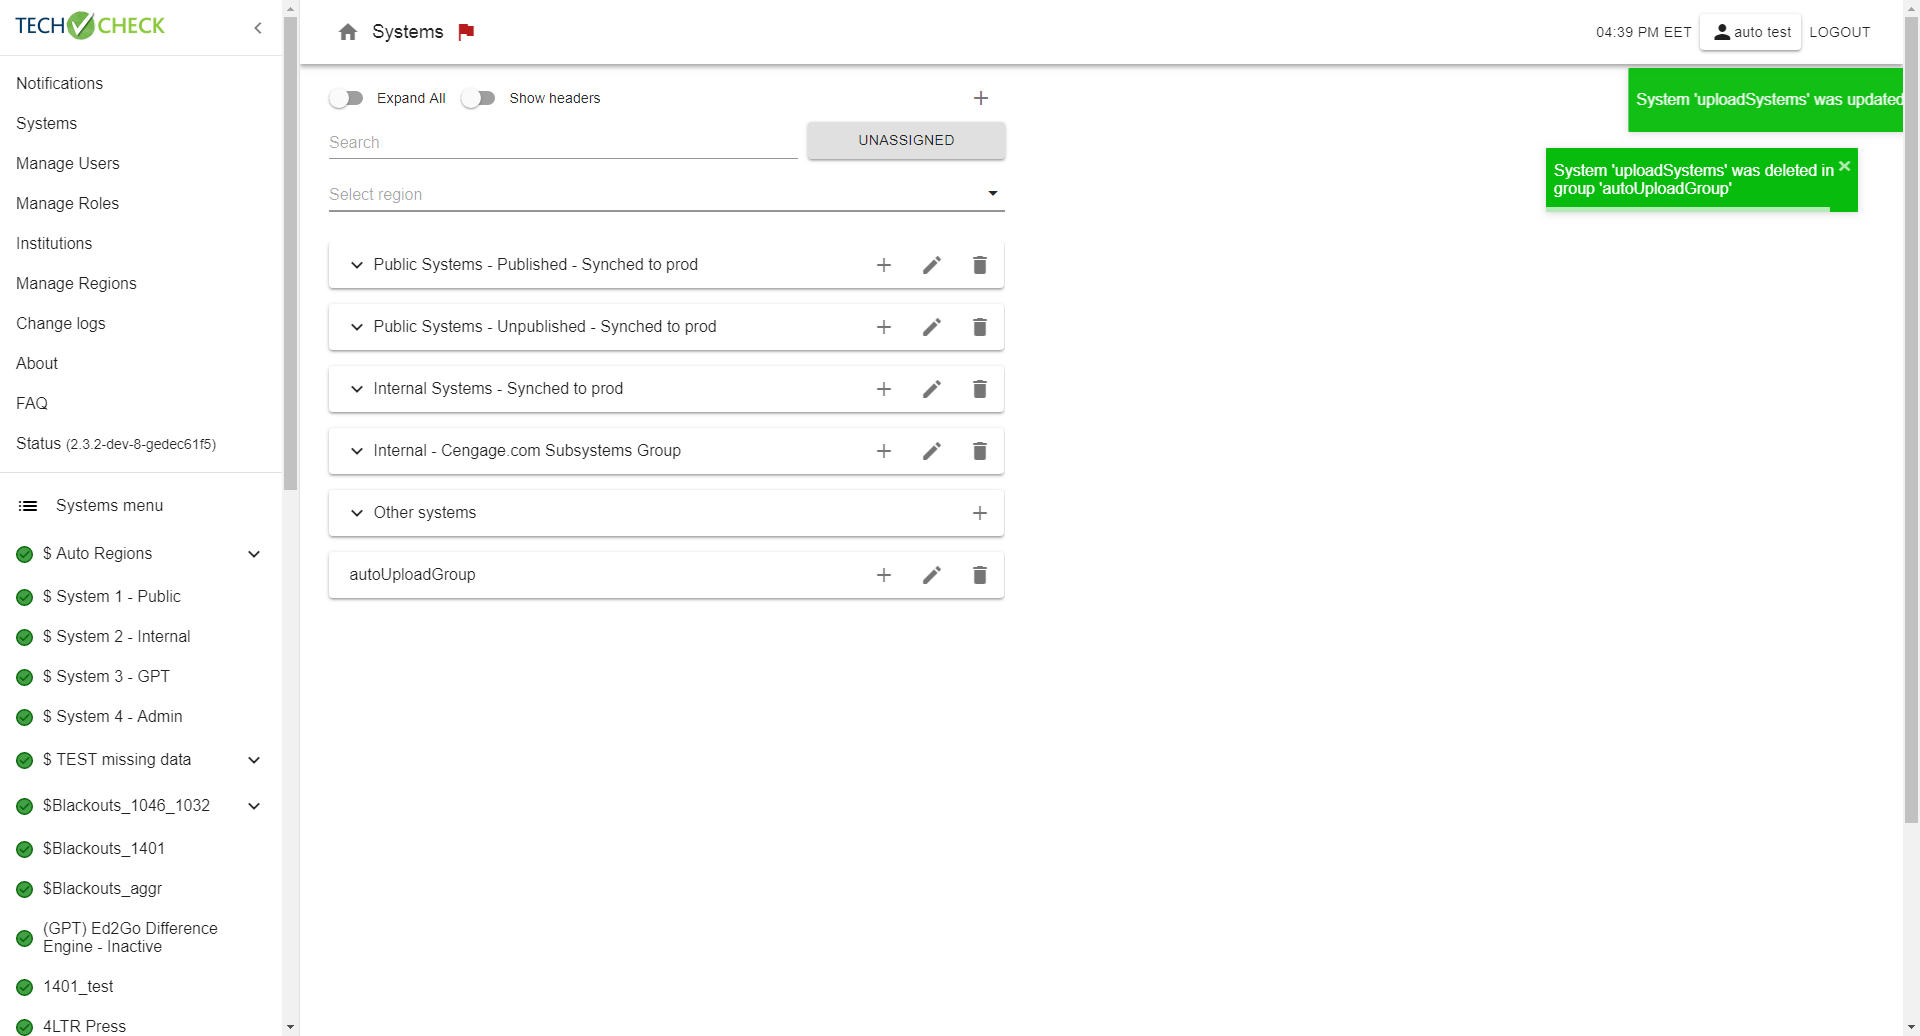 TECH CHECK
Systems
04:39 PM EET
auto test
LOGOUT
Notifications
Systems
Manage Users
Manage Roles
Institutions
Manage Regions
Change logs
About
FAQ
Status (2.3.2-dev-8-gedec61f5)
Systems menu
$ Auto Regions
$ System 1 - Public
$ System 2 - Internal
$ System 3 - GPT
$ System 4 - Admin
$ TEST missing data
$Blackouts_1046_1032
$Blackouts_1401
$Blackouts_aggr
(GPT) Ed2Go Difference
Engine - Inactive
1401_test
4LTR Press
Expand All
Show headers
Search
UNASSIGNED
Select region
Public Systems - Published - Synched to prod
Public Systems - Unpublished - Synched to prod
Internal Systems - Synched to prod
Internal - Cengage.com Subsystems Group
Other systems
autoUploadGroup
System 'uploadSystems' was updated
System 'uploadSystems' was deleted in
group 'autoUploadGroup'